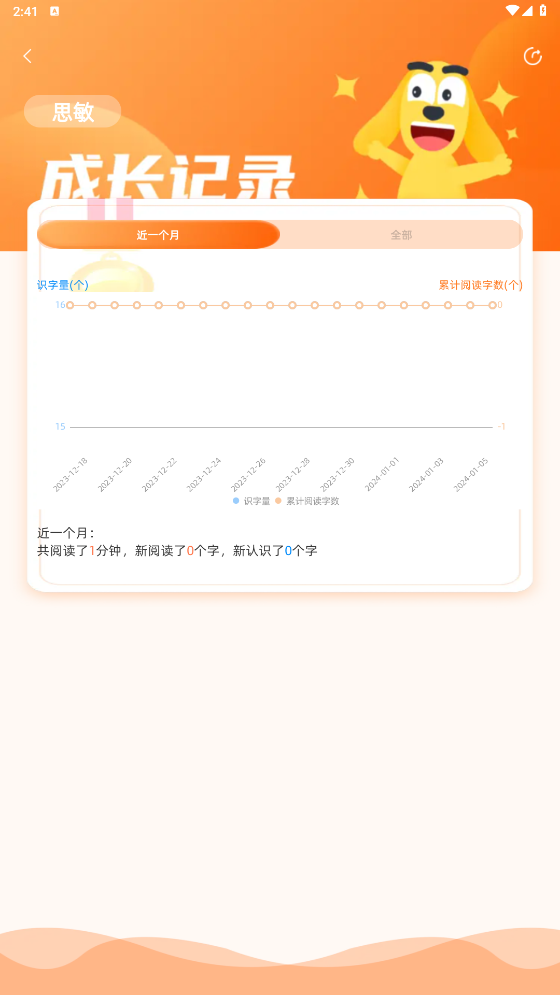 2:41
思敏
成长记录
近一个月 全部
识字量(个) 累计阅读字数(个)
16 0
15 -1
2023-12-18 2023-12-20 2023-12-22 2023-12-24 2023-12-26 2023-12-28 2023-12-30 2024-01-01 2024-01-03 2024-01-05
识字量 累计阅读字数
近一个月：
共阅读了1分钟，新阅读了0个字，新认识了0个字